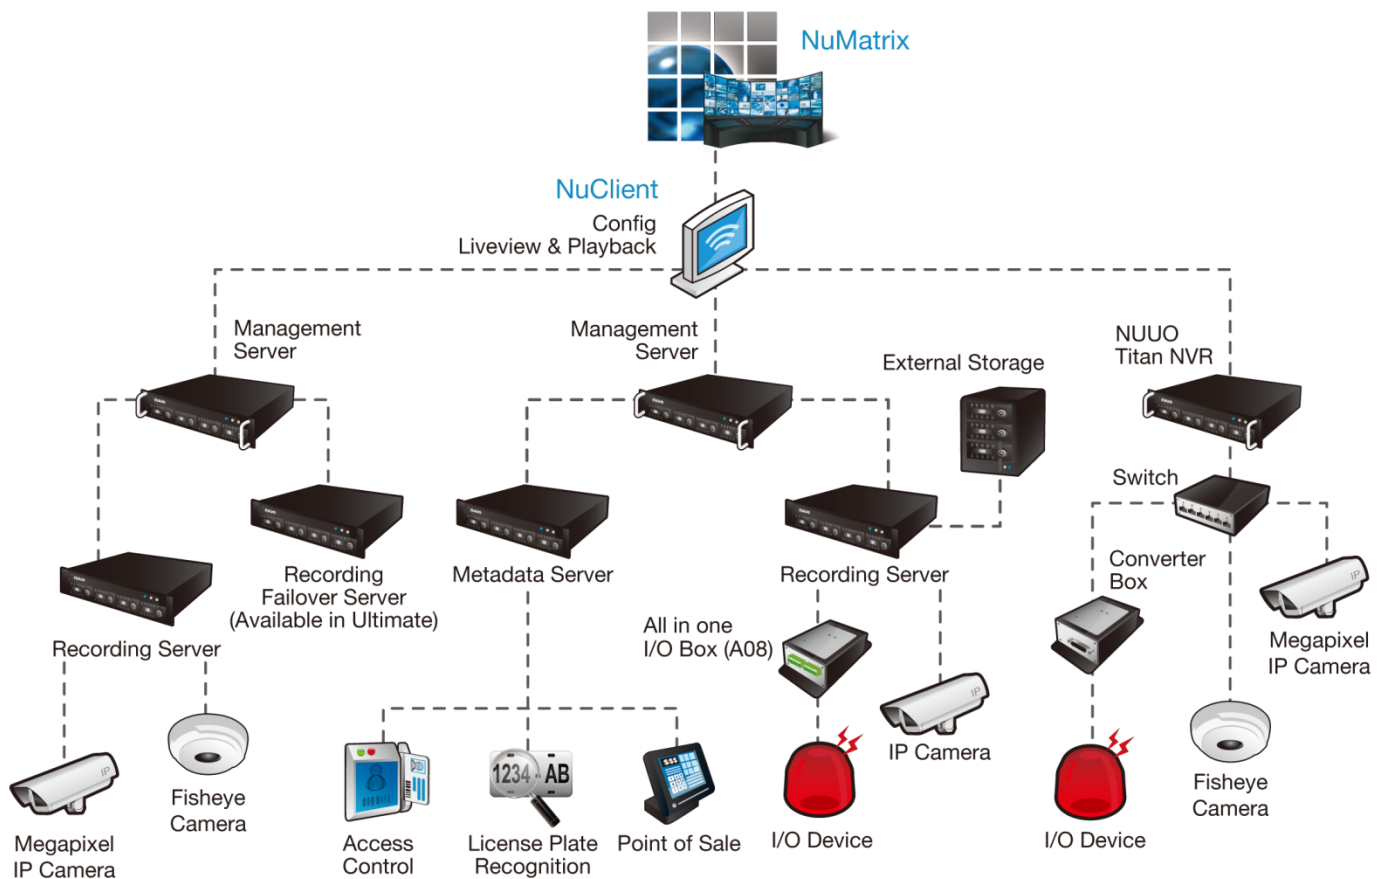 NuMatrix
NuClient
Config
Liveview & Playback
Management
Server
Management
Server
External Storage
NUUO
Titan NVR
Switch
Recording
Failover Server
(Available in Ultimate)
Metadata Server
Recording Server
Converter
Box
IP
Megapixel
IP Camera
Recording Server
All in one
I/O Box (A08)
IP
IP Camera
IP
Megapixel
IP Camera
Fisheye
Camera
Access
Control
1234 AB
License Plate
Recognition
$$$
Point of Sale
I/O Device
I/O Device
Fisheye
Camera